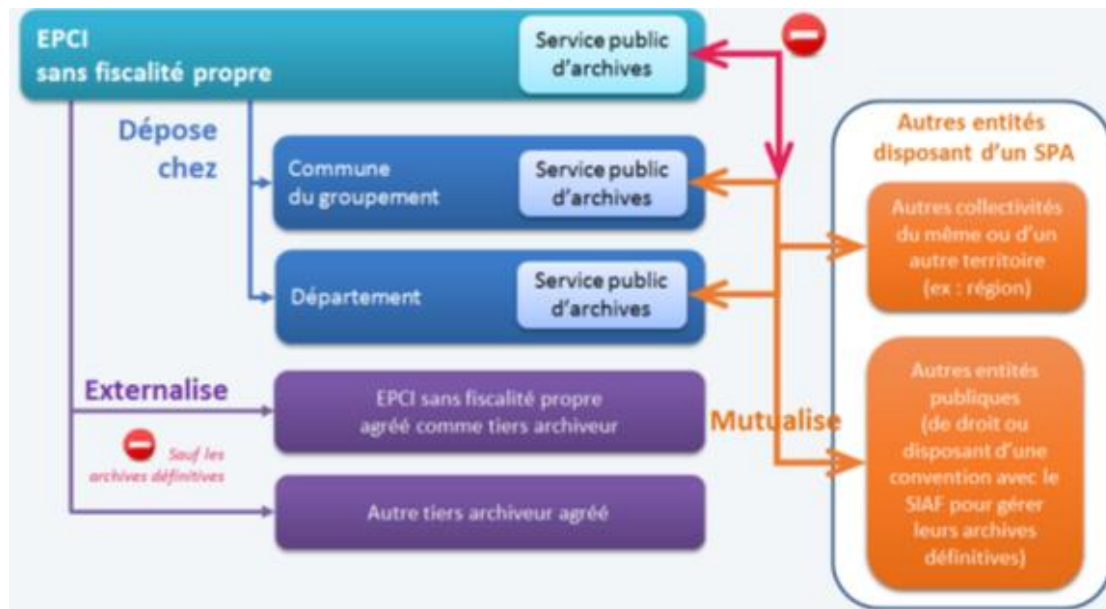 EPCI
sans fiscalité propre
Service public
d'archives
Dépose
chez
Commune
du groupement
Service public
d'archives
Département
Service public
d'archives
Externalise
Sauf les
archives définitives
EPCI sans fiscalité propre
agréé comme tiers archiveur
Autre tiers archiveur agréé
Mutualise
Autres entités
disposant d'un SPA
Autres collectivités
du même ou d'un
autre territoire
(ex : région)
Autres entités
publiques
(de droit ou
disposant d'une
convention avec le
SIAF pour gérer
leurs archives
définitives)